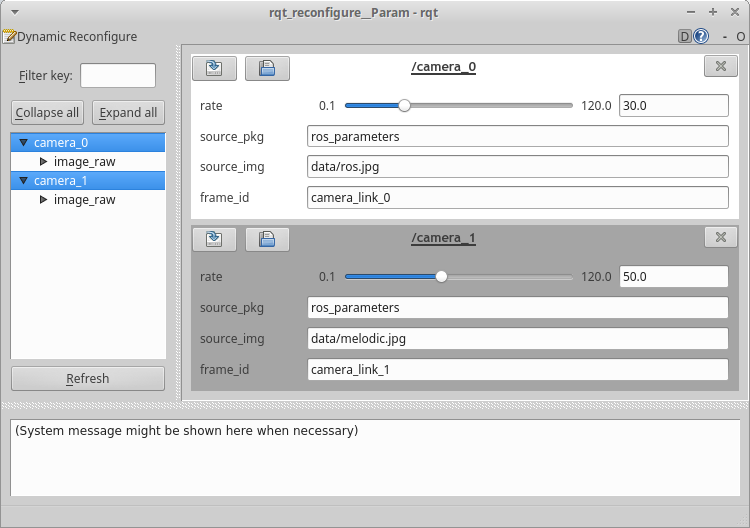 rqt_reconfigure__Param - rqt
Dynamic Reconfigure
D ? - O
Filter key:
Collapse all Expand all
camera_0
image_raw
camera_1
image_raw
Refresh
/camera_0
rate 0.1 120.0 30.0
source_pkg ros_parameters
source_img data/ros.jpg
frame_id camera_link_0
/camera_1
rate 0.1 120.0 50.0
source_pkg ros_parameters
source_img data/melodic.jpg
frame_id camera_link_1
(System message might be shown here when necessary)